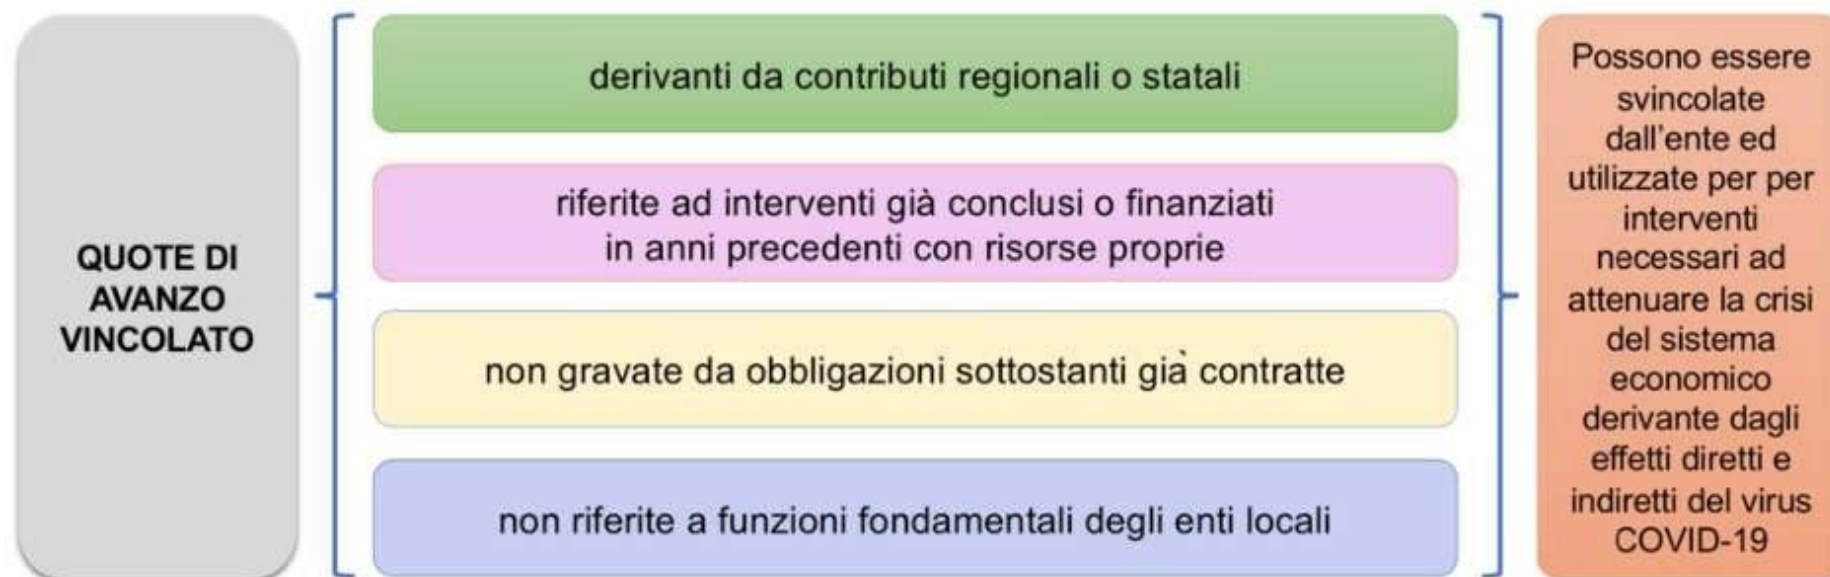 QUOTE DI
AVANZO
VINCOLATO
derivanti da contributi regionali o statali
riferite ad interventi già conclusi o finanziati
in anni precedenti con risorse proprie
non gravate da obbligazioni sottostanti già contratte
non riferite a funzioni fondamentali degli enti locali
Possono essere
svincolate
dall'ente ed
utilizzate per per
interventi
necessari ad
attenuare la crisi
del sistema
economico
derivante dagli
effetti diretti e
indiretti del virus
COVID-19